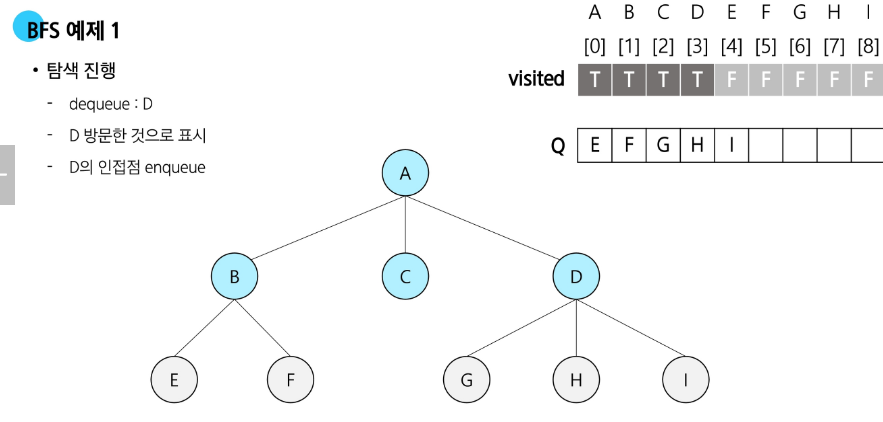 BFS 예제 1
• 탐색 진행
- dequeue : D
- D 방문한 것으로 표시
- D의 인접점 enqueue
A B C D E F G H I
[0] [1] [2] [3] [4] [5] [6] [7] [8]
visited T T T T F F F F F
Q E F G H I
A
B C D
E F G H I